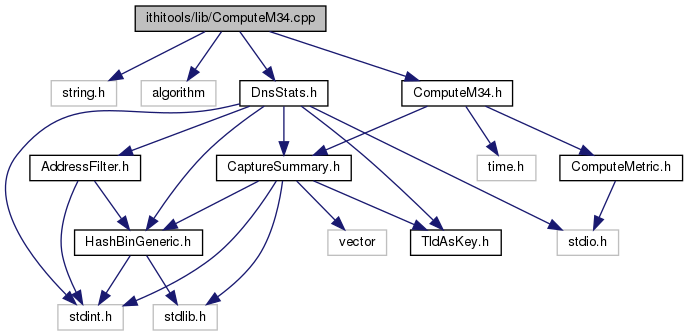 ithitools/lib/ComputeM34.cpp
string.h
algorithm
DnsStats.h
ComputeM34.h
AddressFilter.h
CaptureSummary.h
time.h
ComputeMetric.h
HashBinGeneric.h
vector
TldAsKey.h
stdio.h
stdint.h
stdlib.h